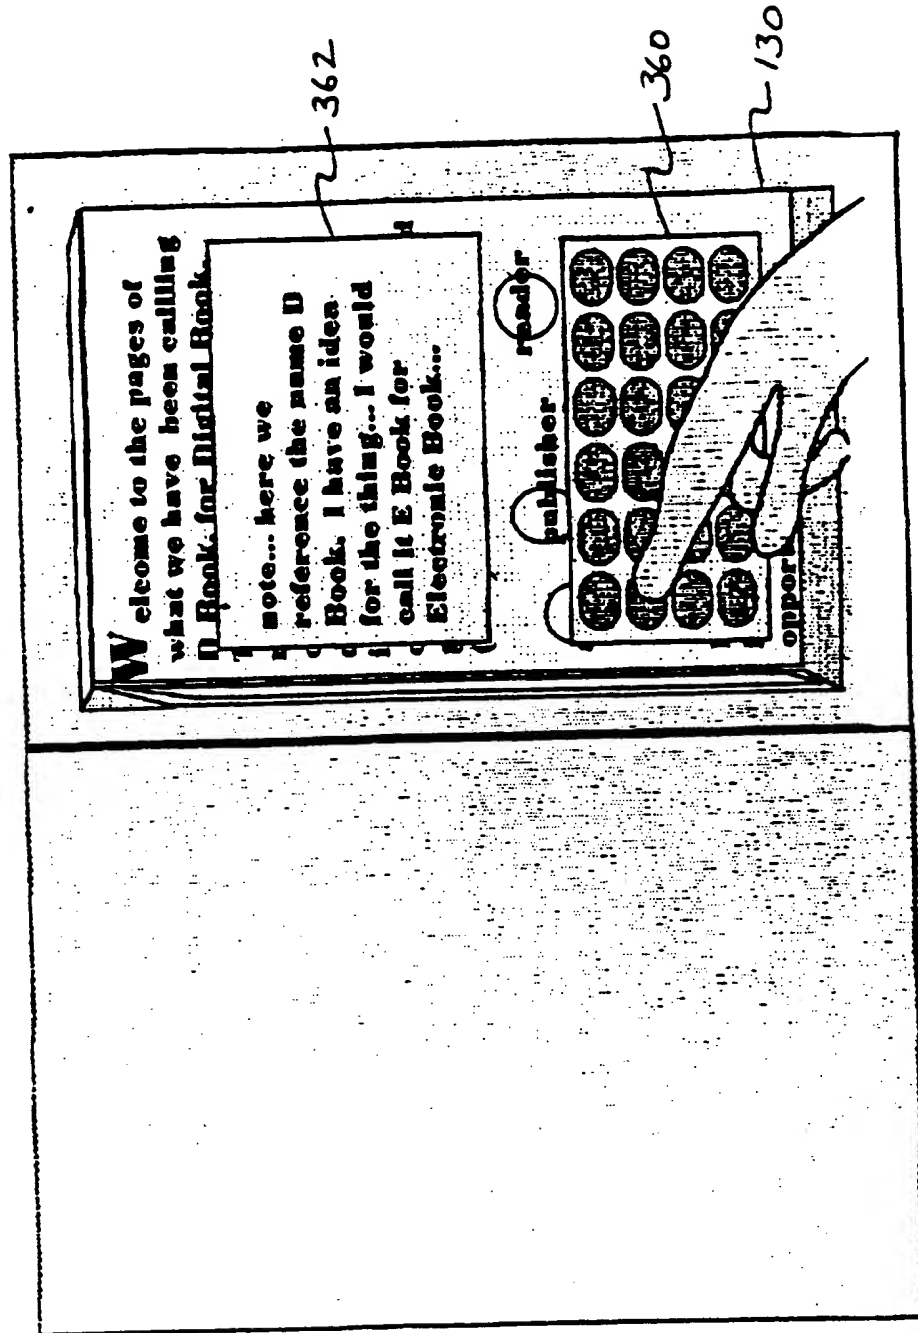 Welcome to the pages of
what we have been callling
D Book, for Digital Book.
note... here we
reference the name D
Book. I have an idea
for the thing... I would
call it E Book for
Electronic Book...
publisher
reader
oppor
362
360
130